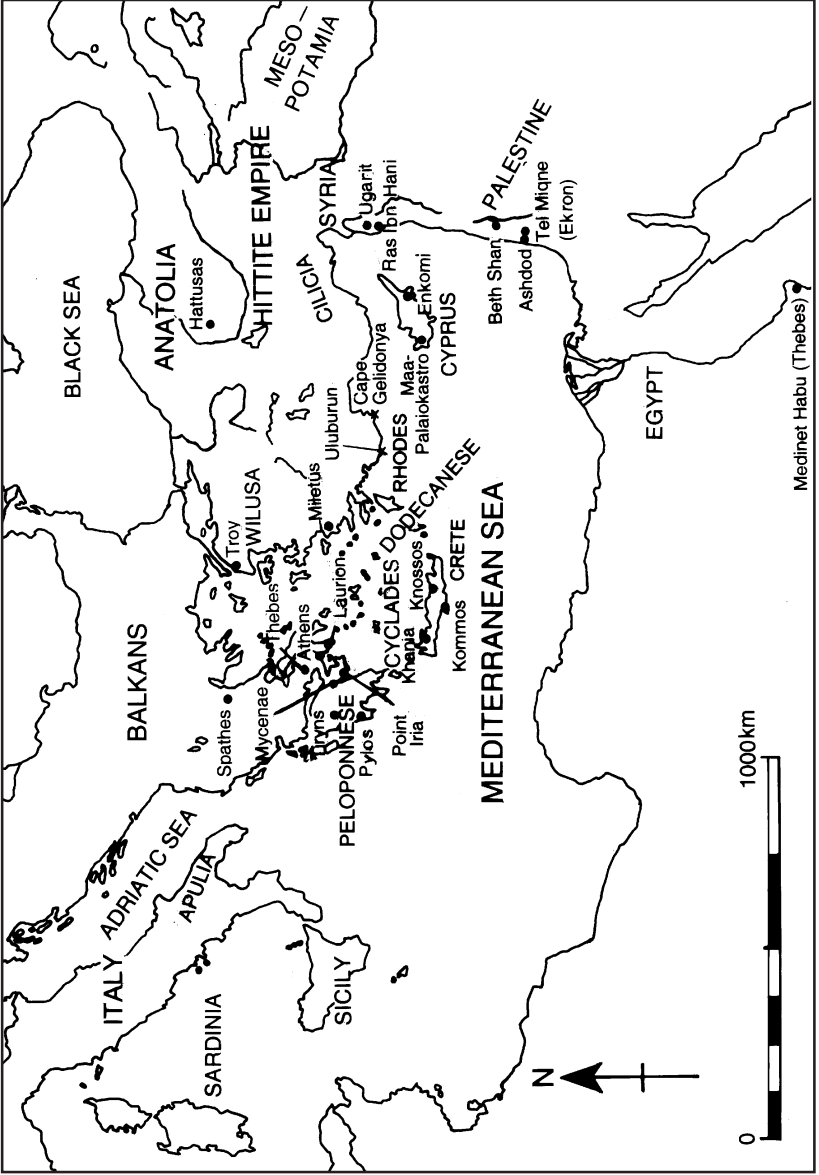 BLACK SEA
MESO–
POTAMIA
ANATOLIA
Hattusas
HITTITE EMPIRE
SYRIA
CILICIA
Ugarit
Ras Ibn Hani
PALESTINE
Beth Shan
Tel Miqne
(Ekron)
Ashdod
Enkomi
CYPRUS
Maa-
Palaiokastro
Cape
Gelidonya
Uluburun
RHODES
DODECANESE
Miletus
WILUSA
Troy
BALKANS
Spathes
Thebes
Athens
Laurion
Mycenae
Tiryns
PELOPONNESE
Pylos
Point
Iria
CYCLADES
Khania
Knossos
CRETE
Kommos
MEDITERRANEAN SEA
EGYPT
Medinet Habu (Thebes)
ADRIATIC SEA
APULIA
ITALY
SARDINIA
SICILY
N
0
1000 km